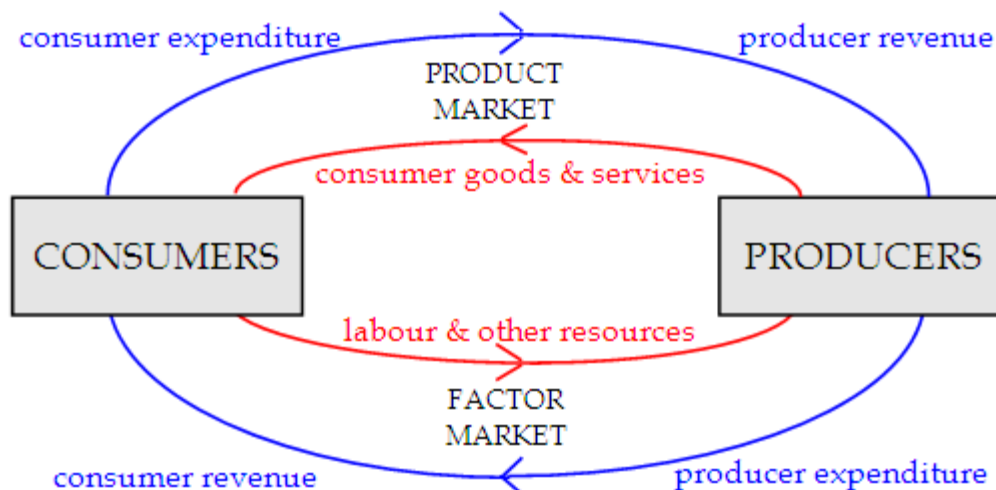 consumer expenditure
producer revenue
PRODUCT
MARKET
consumer goods & services
CONSUMERS
PRODUCERS
labour & other resources
FACTOR
MARKET
consumer revenue
producer expenditure